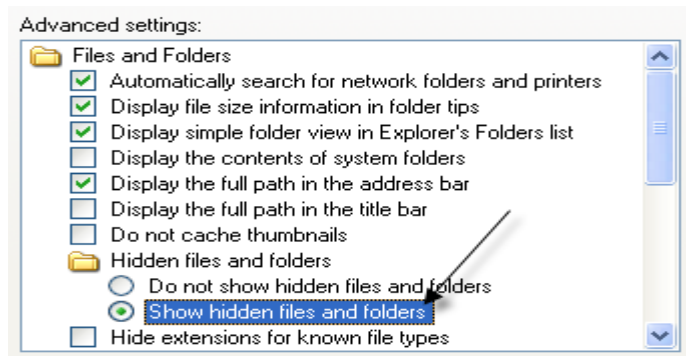 Advanced settings:
Files and Folders
Automatically search for network folders and printers
Display file size information in folder tips
Display simple folder view in Explorer's Folders list
Display the contents of system folders
Display the full path in the address bar
Display the full path in the title bar
Do not cache thumbnails
Hidden files and folders
Do not show hidden files and folders
Show hidden files and folders
Hide extensions for known file types